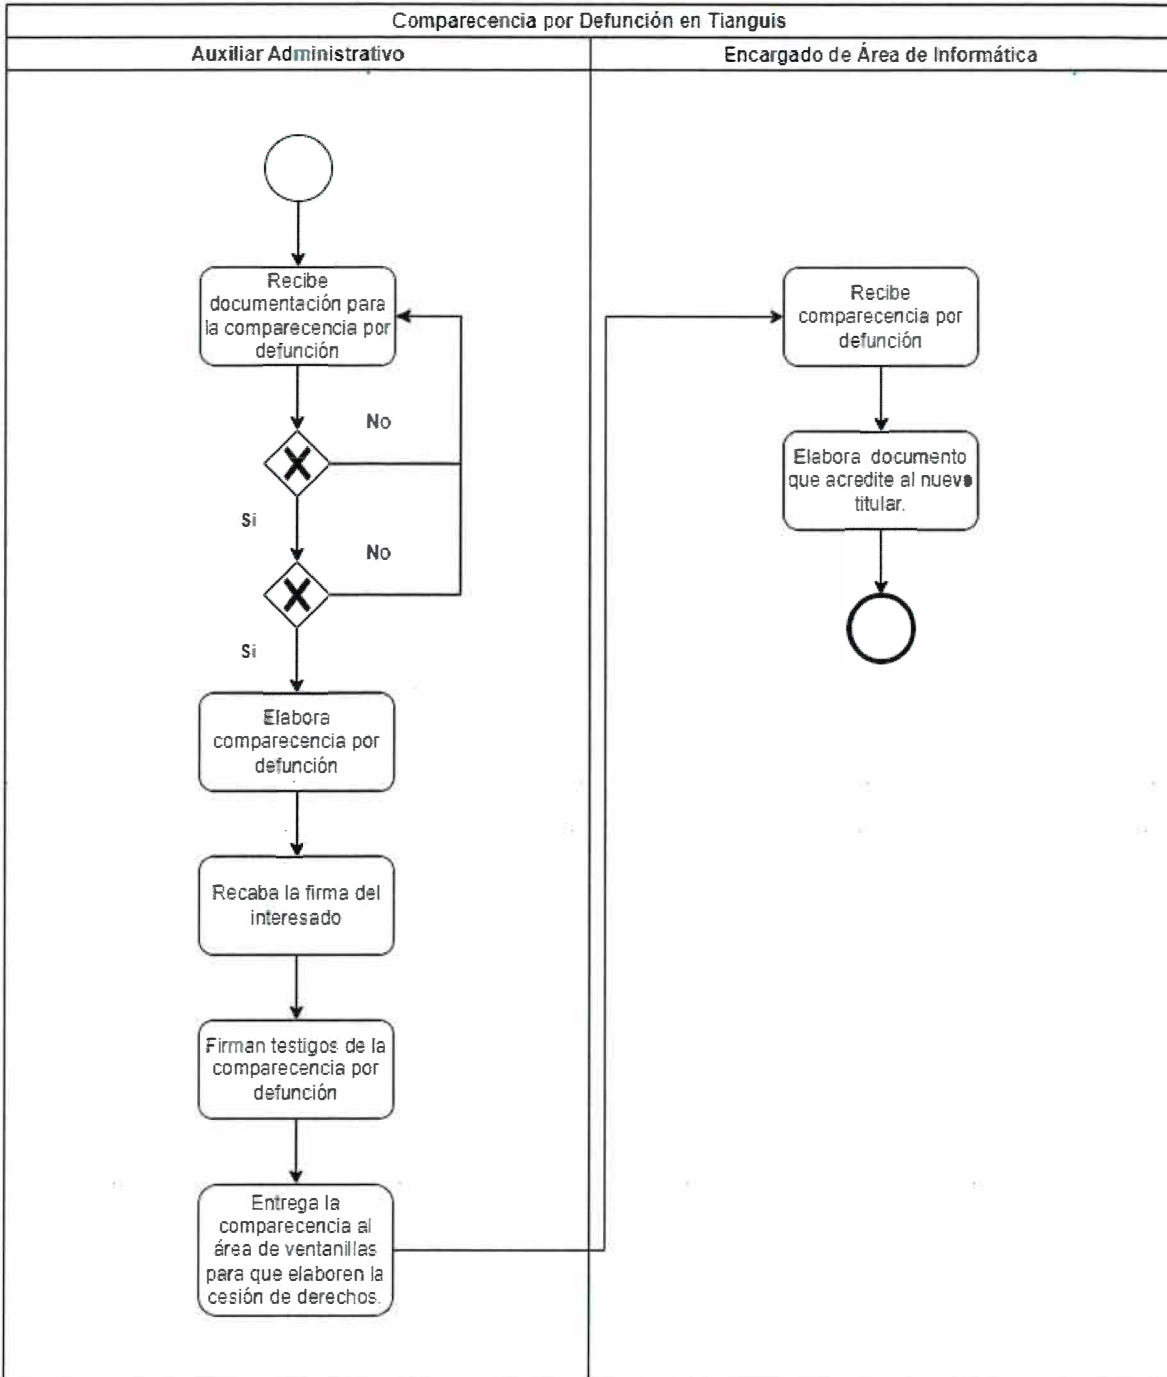 Comparecencia por Defunción en Tianguis
Auxiliar Administrativo
Encargado de Área de Informática
Recibe
documentación para
la comparecencia por
defunción
No
Si
No
Si
Elabora
comparecencia por
defunción
Recaba la firma del
interesado
Firman testigos de la
comparecencia por
defunción
Entrega la
comparecencia al
área de ventanillas
para que elaboren la
cesión de derechos.
Recibe
comparecencia por
defunción
Elabora documento
que acredite al nuevo
titular.